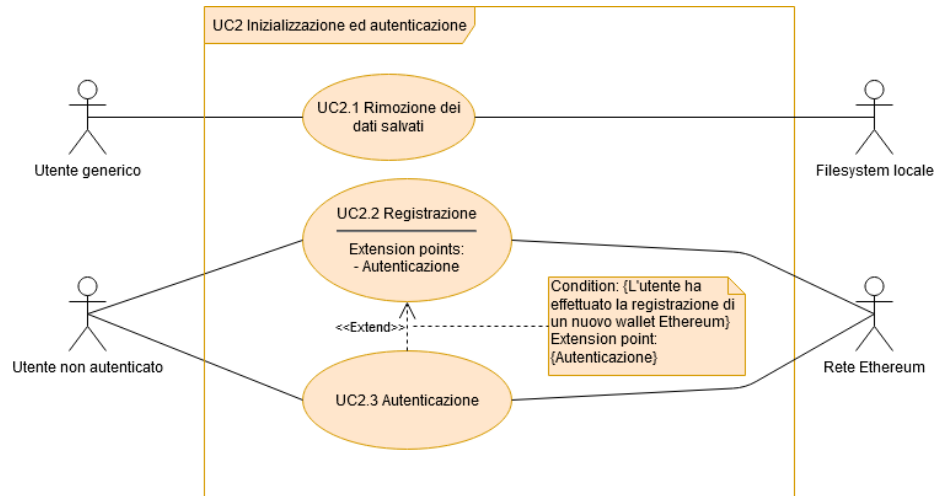 UC2 Inizializzazione ed autenticazione
UC2.1 Rimozione dei
dati salvati
Utente generico
Filesystem locale
UC2.2 Registrazione
Extension points:
- Autenticazione
Condition: {L'utente ha
effettuato la registrazione di
un nuovo wallet Ethereum}
Extension point:
{Autenticazione}
<<Extend>>
Utente non autenticato
Rete Ethereum
UC2.3 Autenticazione